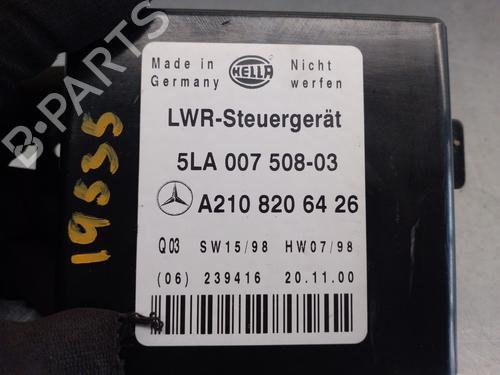 B-PARTS
19535
Made in Germany
HELLA
Nicht werfen
LWR-Steuergerät
5LA 007 508-03
A210 820 64 26
Q03 SW15/98 HW07/98
(06) 239416 20.11.00